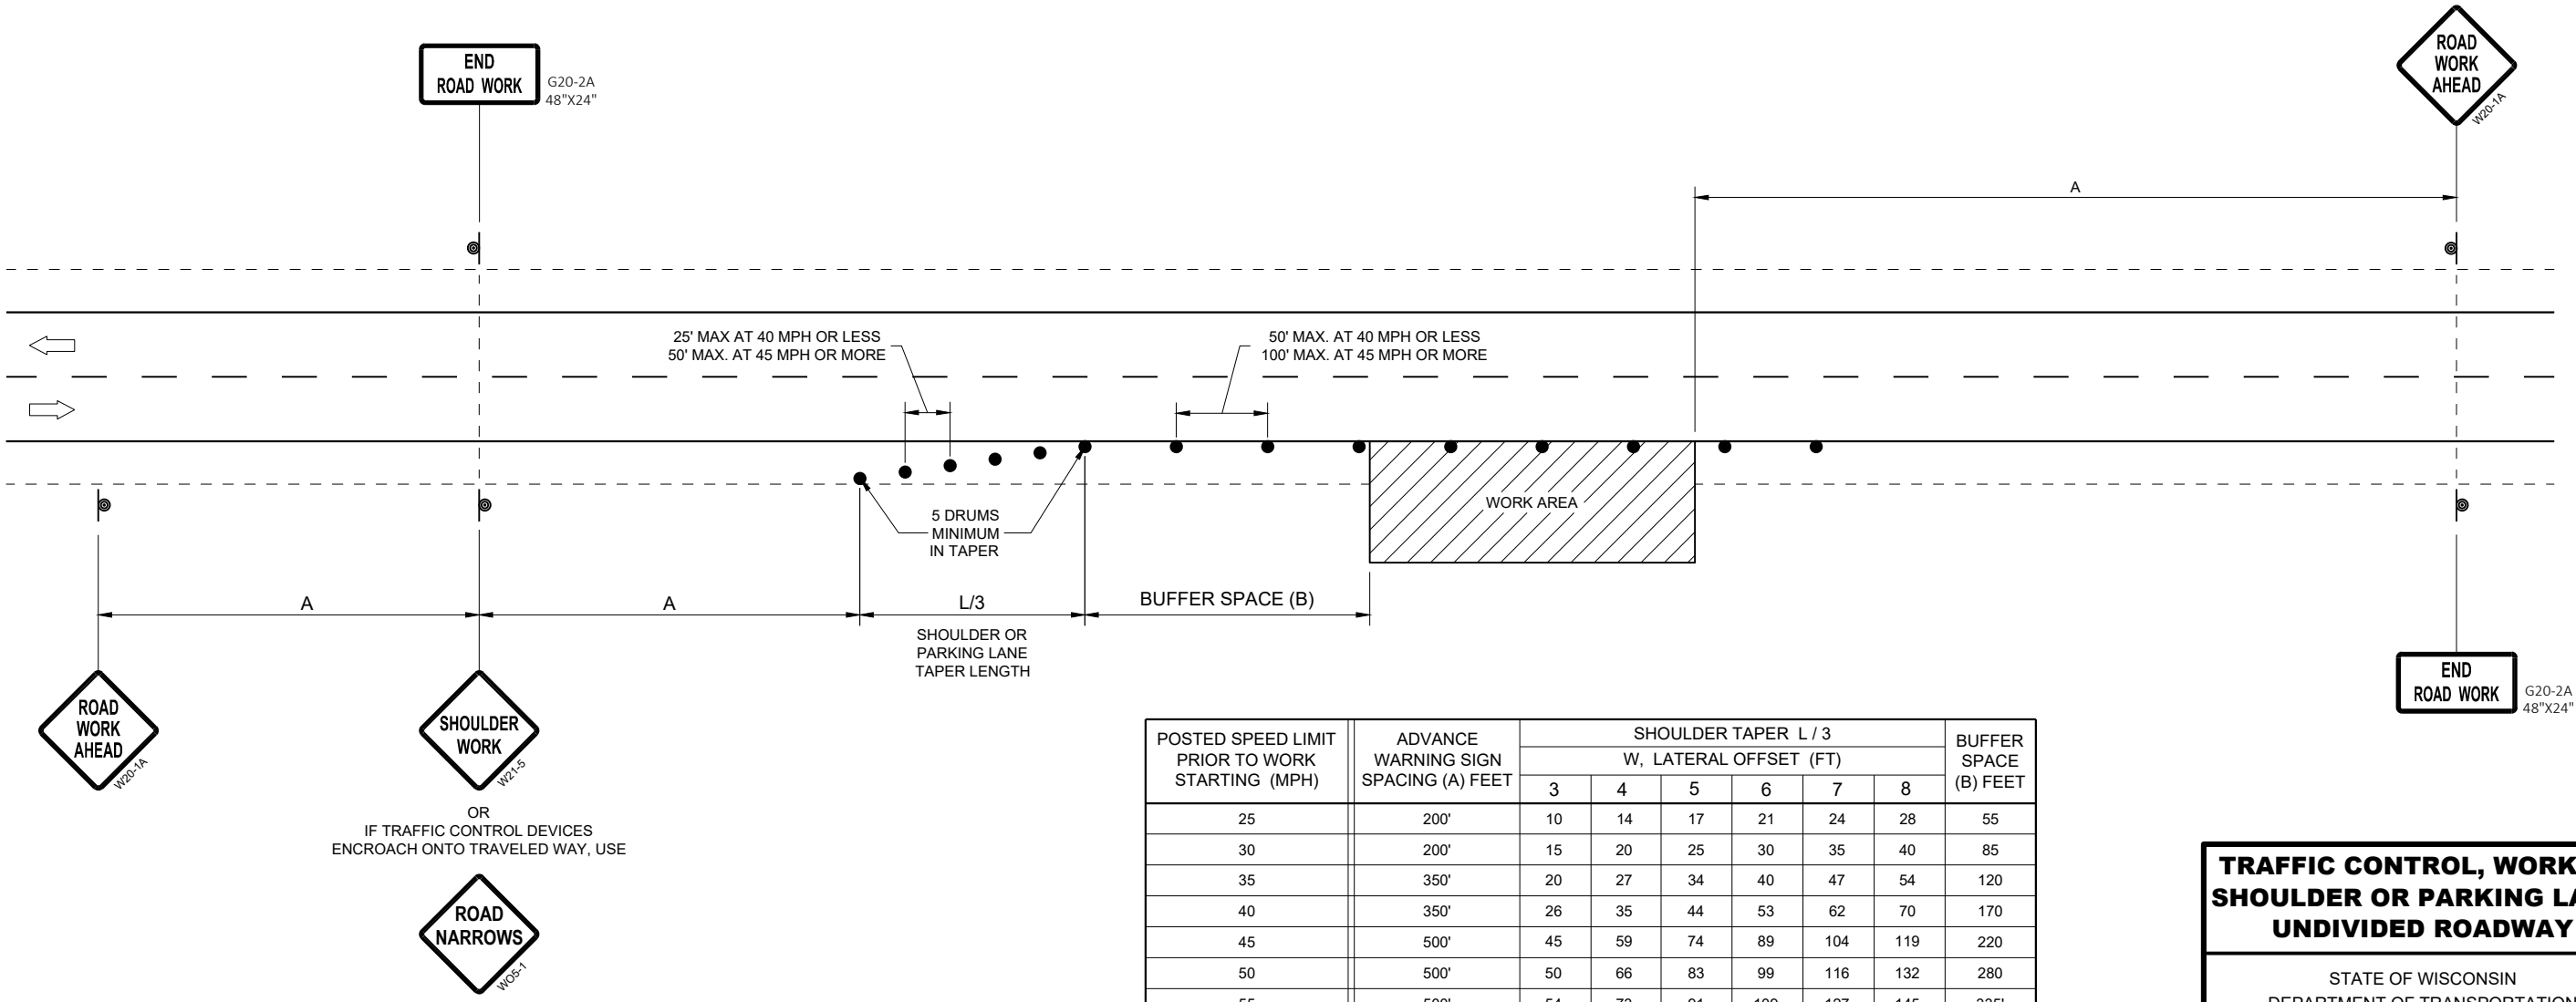 END
ROAD WORK
G20-2A
48"X24"
ROAD
WORK
AHEAD
W20-1A
A
25' MAX AT 40 MPH OR LESS
50' MAX. AT 45 MPH OR MORE
50' MAX. AT 40 MPH OR LESS
100' MAX. AT 45 MPH OR MORE
5 DRUMS
MINIMUM
IN TAPER
WORK AREA
A
A
L/3
BUFFER SPACE (B)
SHOULDER OR
PARKING LANE
TAPER LENGTH
ROAD
WORK
AHEAD
W20-1A
SHOULDER
WORK
W21-5
OR
IF TRAFFIC CONTROL DEVICES
ENCROACH ONTO TRAVELED WAY, USE
ROAD
NARROWS
WO5-1
END
ROAD WORK
G20-2A
48"X24"
POSTED SPEED LIMIT
PRIOR TO WORK
STARTING (MPH)
ADVANCE
WARNING SIGN
SPACING (A) FEET
SHOULDER TAPER L / 3
W, LATERAL OFFSET (FT)
3 4 5 6 7 8
BUFFER
SPACE
(B) FEET
25 200' 10 14 17 21 24 28 55
30 200' 15 20 25 30 35 40 85
35 350' 20 27 34 40 47 54 120
40 350' 26 35 44 53 62 70 170
45 500' 45 59 74 89 104 119 220
50 500' 50 66 83 99 116 132 280
TRAFFIC CONTROL, WORK
SHOULDER OR PARKING
UNDIVIDED ROADWAY
STATE OF WISCONSIN
DEPARTMENT OF TRANSPORTATION